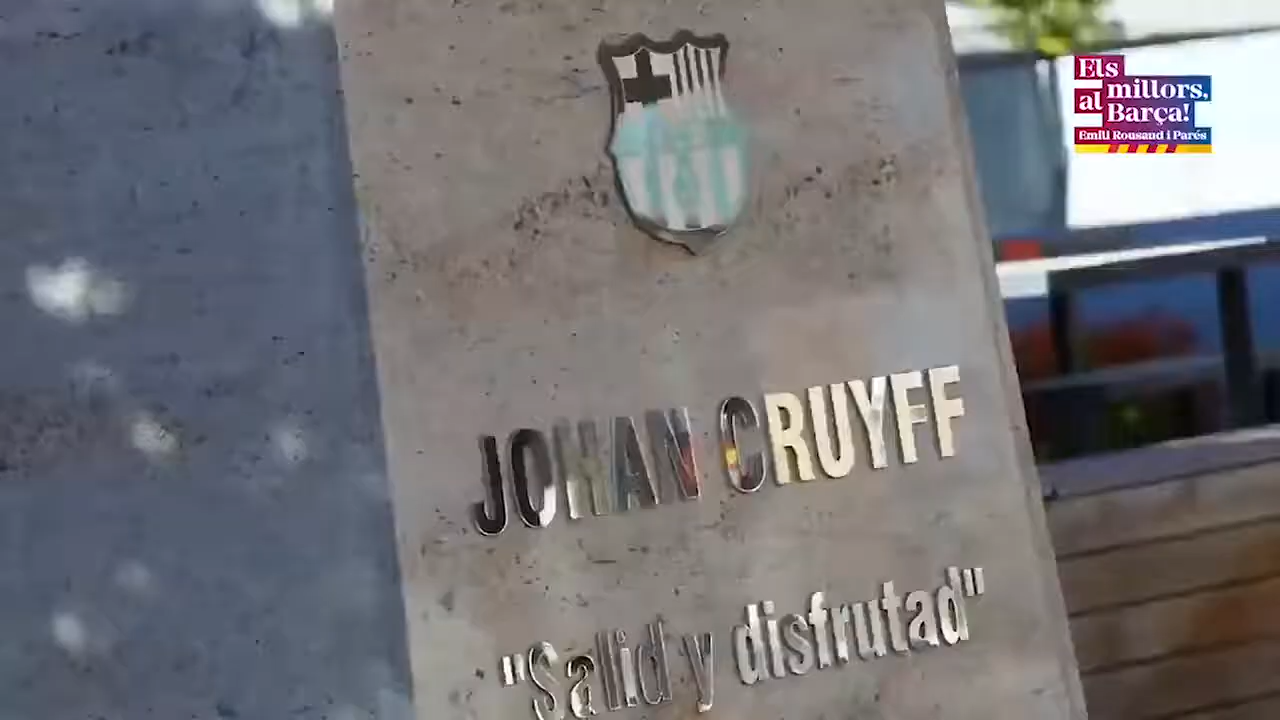 Els
millors,
al
Barça!
Emili Rousaud i Parés
JOHAN CRUYFF
"Salid y disfrutad"